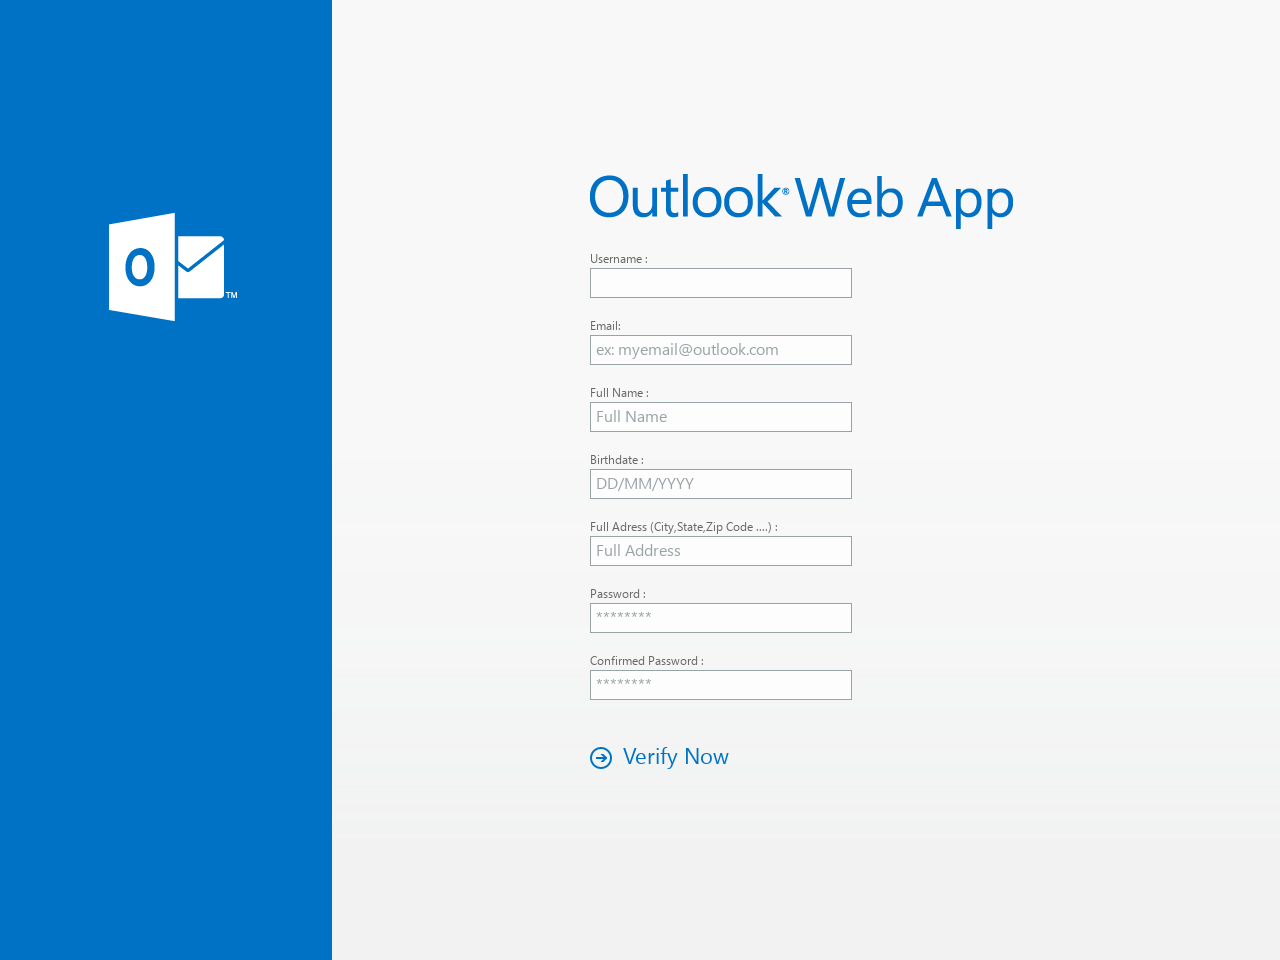 Outlook® Web App
O
TM
Username :
Email:
ex: myemail@outlook.com
Full Name :
Full Name
Birthdate :
DD/MM/YYYY
Full Adress (City,State,Zip Code ....) :
Full Address
Password :
********
Confirmed Password :
********
Verify Now